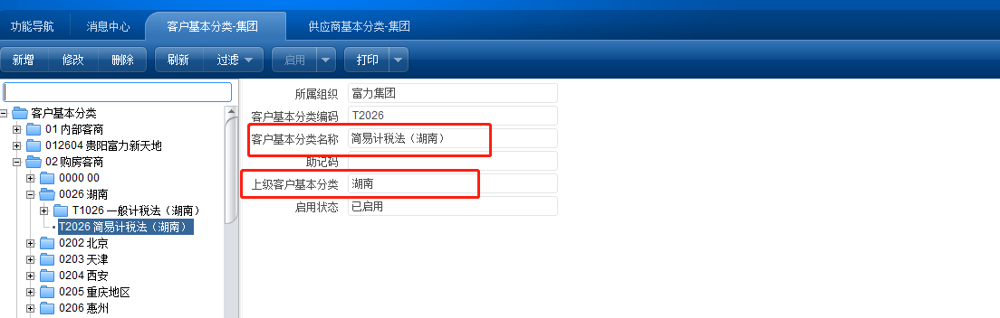 功能导航 消息中心 客户基本分类-集团 供应商基本分类-集团
新增 修改 删除 刷新 过滤 启用 打印
客户基本分类
01 内部客商
012604 贵阳富力新天地
02 购房客商
0000 00
0026 湖南
T1026 一般计税法（湖南）
T2026 简易计税法（湖南）
0202 北京
0203 天津
0204 西安
0205 重庆地区
0206 惠州
所属组织 富力集团
客户基本分类编码 T2026
客户基本分类名称 简易计税法（湖南）
助记码
上级客户基本分类 湖南
启用状态 已启用